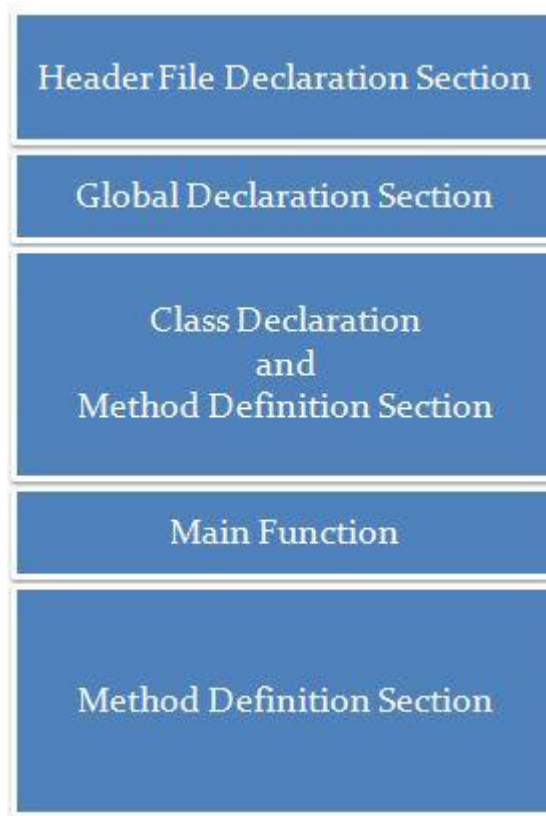 Header File Declaration Section
Global Declaration Section
Class Declaration
and
Method Definition Section
Main Function
Method Definition Section